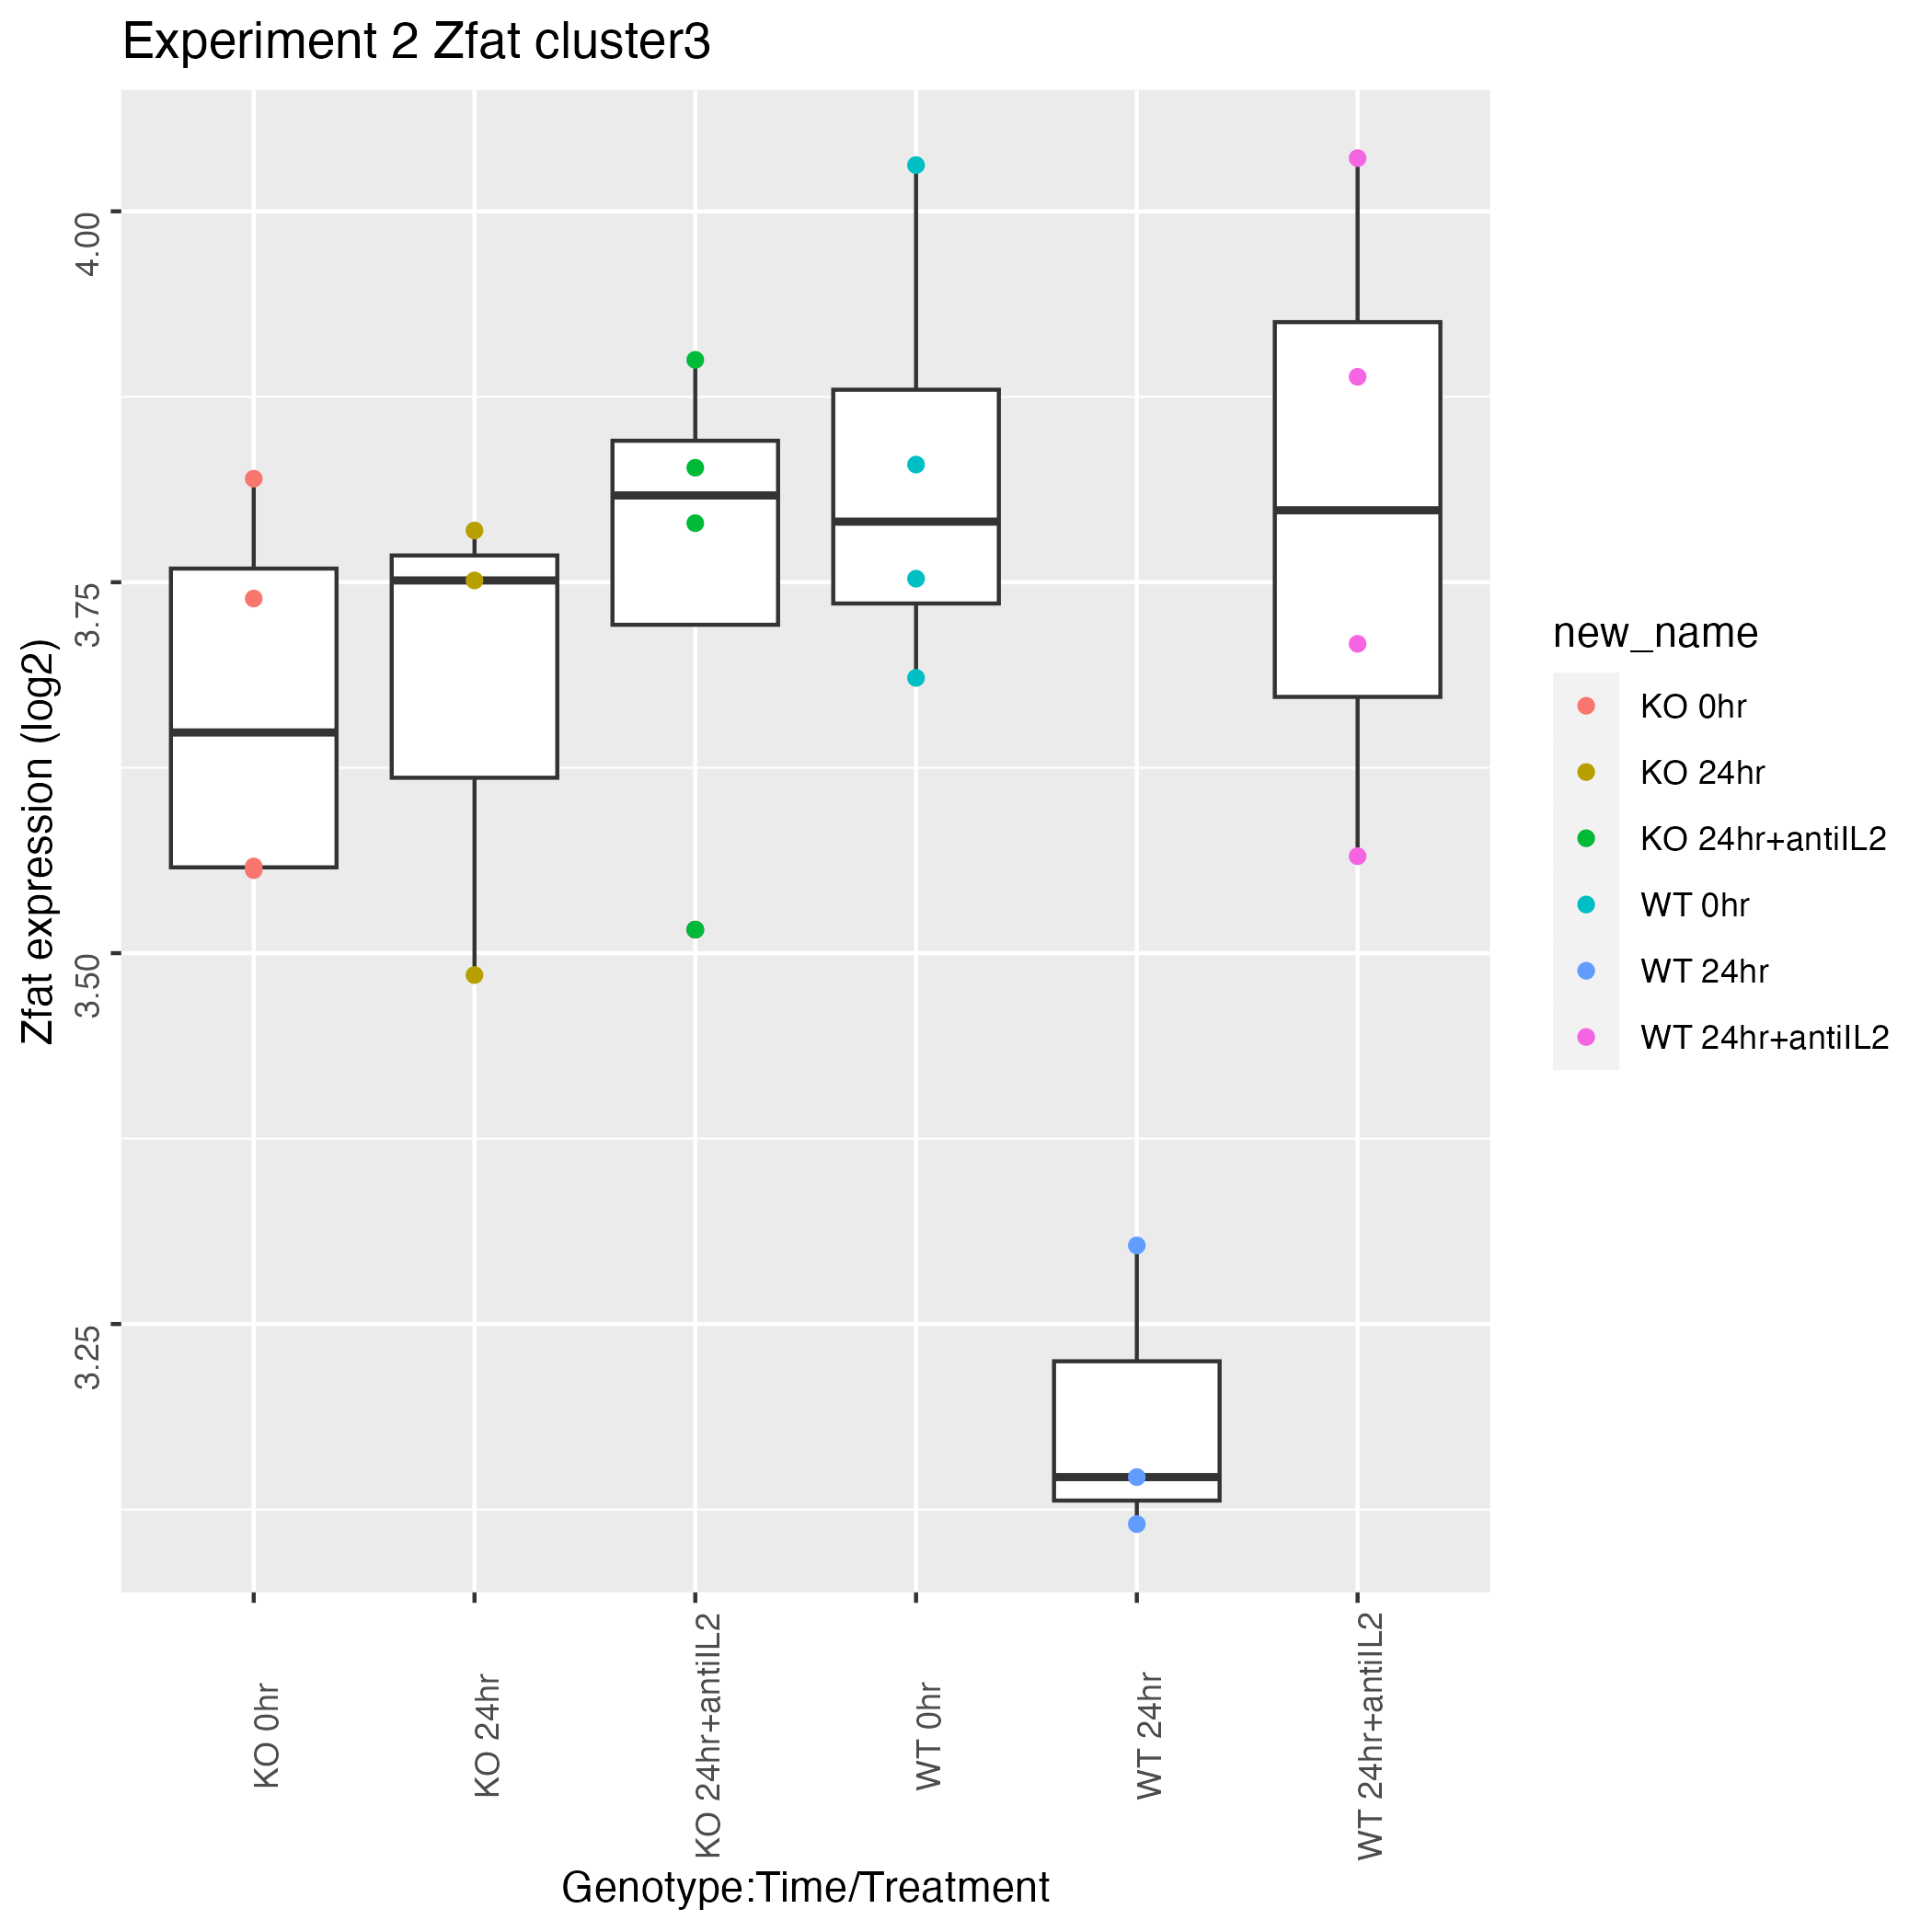 Experiment 2 Zfat cluster3
Zfat expression (log2)
4.00
3.75
3.50
3.25
KO 0hr
KO 24hr
KO 24hr+antiIL2
WT 0hr
WT 24hr
WT 24hr+antiIL2
Genotype:Time/Treatment
new_name
KO 0hr
KO 24hr
KO 24hr+antiIL2
WT 0hr
WT 24hr
WT 24hr+antiIL2